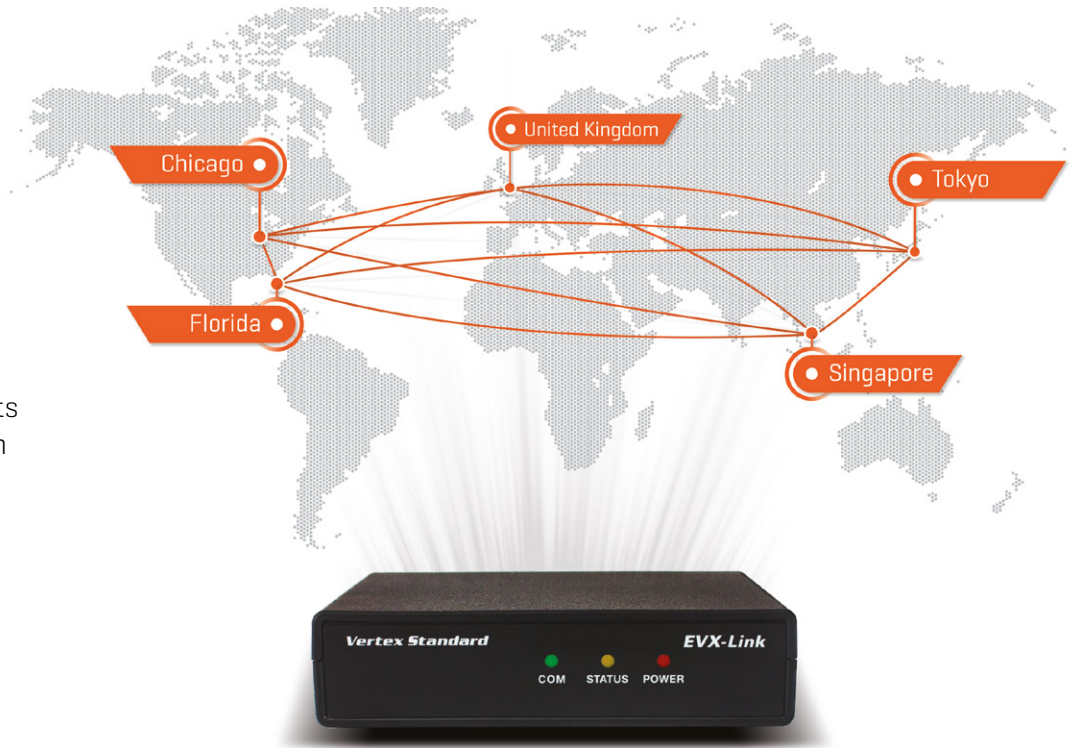 United Kingdom
Chicago
Tokyo
Florida
Singapore
Vertex Standard
EVX-Link
COM STATUS POWER